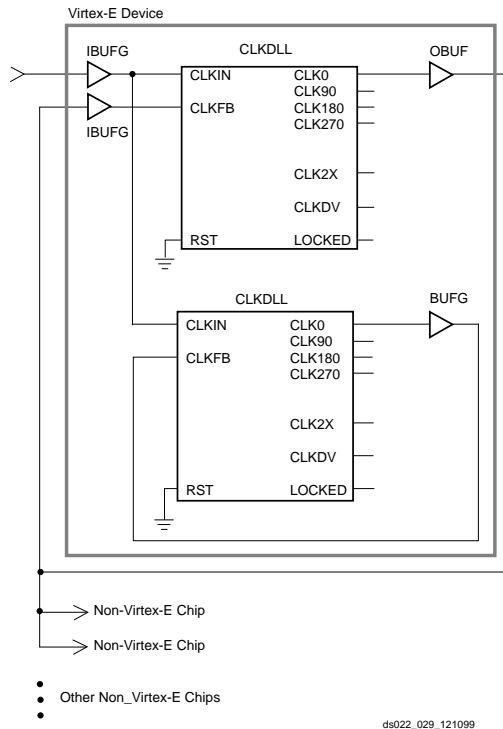 Virtex-E Device
IBUFG
CLKDLL
OBUF
CLKIN
CLK0
CLK90
CLKFB
CLK180
CLK270
IBUFG
CLK2X
CLKDV
RST
LOCKED
CLKDLL
BUFG
CLKIN
CLK0
CLK90
CLKFB
CLK180
CLK270
CLK2X
CLKDV
RST
LOCKED
Non-Virtex-E Chip
Non-Virtex-E Chip
Other Non_Virtex-E Chips
ds022_029_121099